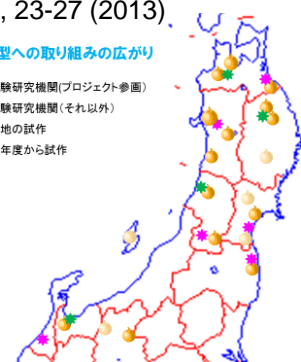 , 23-27 (2013)
型への取り組みの広がり
験研究機関(プロジェクト参画)
験研究機関(それ以外)
地の試作
年度から試作